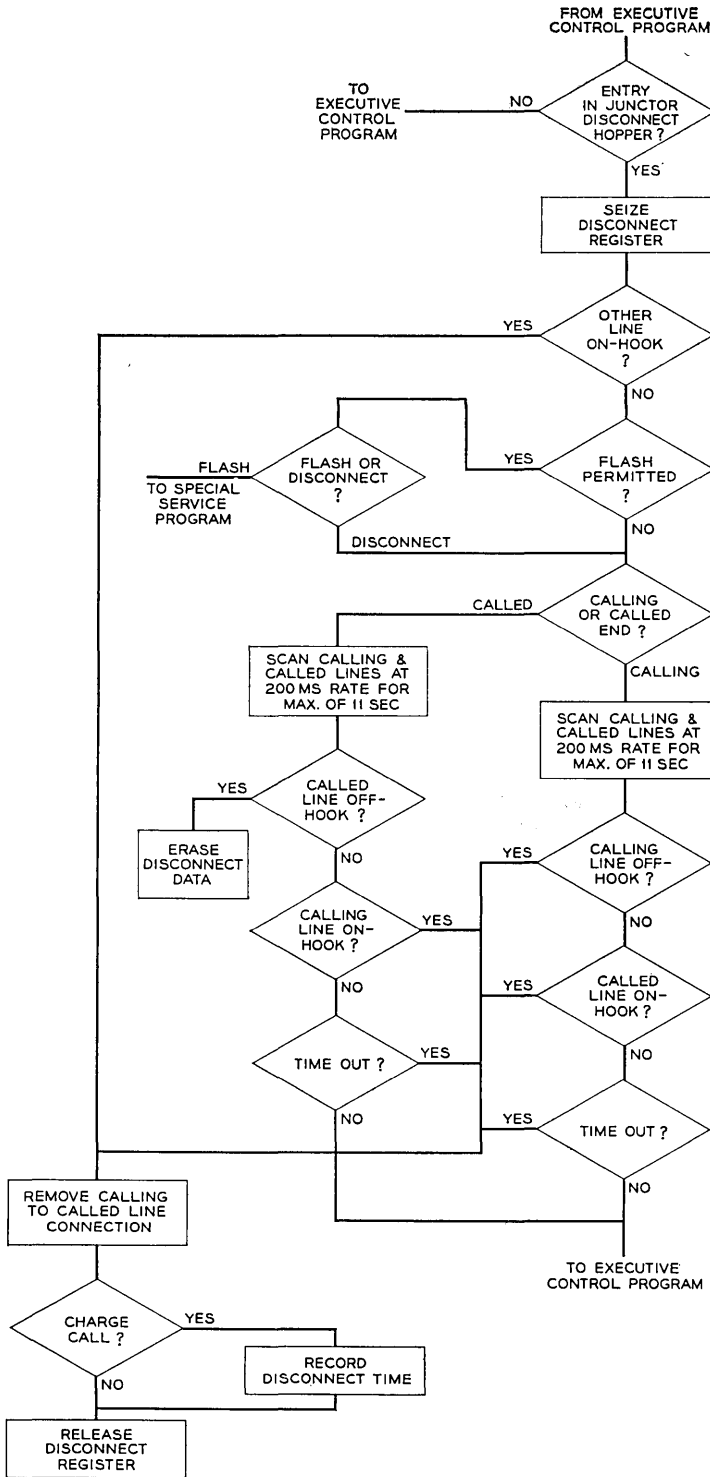 FROM EXECUTIVE
CONTROL PROGRAM
ENTRY
IN JUNCTOR
DISCONNECT
HOPPER ?
NO
TO
EXECUTIVE
CONTROL
PROGRAM
YES
SEIZE
DISCONNECT
REGISTER
OTHER
LINE
ON-HOOK
?
YES
NO
FLASH
PERMITTED
?
YES
NO
FLASH OR
DISCONNECT
?
FLASH
TO SPECIAL
SERVICE
PROGRAM
DISCONNECT
CALLING
OR CALLED
END ?
CALLED
CALLING
SCAN CALLING &
CALLED LINES AT
200 MS RATE FOR
MAX. OF 11 SEC
SCAN CALLING &
CALLED LINES AT
200 MS RATE FOR
MAX. OF 11 SEC
CALLED
LINE OFF-
HOOK ?
YES
ERASE
DISCONNECT
DATA
NO
CALLING
LINE ON-
HOOK ?
YES
NO
TIME OUT ?
YES
NO
YES
CALLING
LINE OFF-
HOOK ?
NO
YES
CALLED
LINE ON-
HOOK ?
NO
YES
TIME OUT ?
NO
TO EXECUTIVE
CONTROL PROGRAM
REMOVE CALLING
TO CALLED LINE
CONNECTION
CHARGE
CALL ?
YES
RECORD
DISCONNECT TIME
NO
RELEASE
DISCONNECT
REGISTER